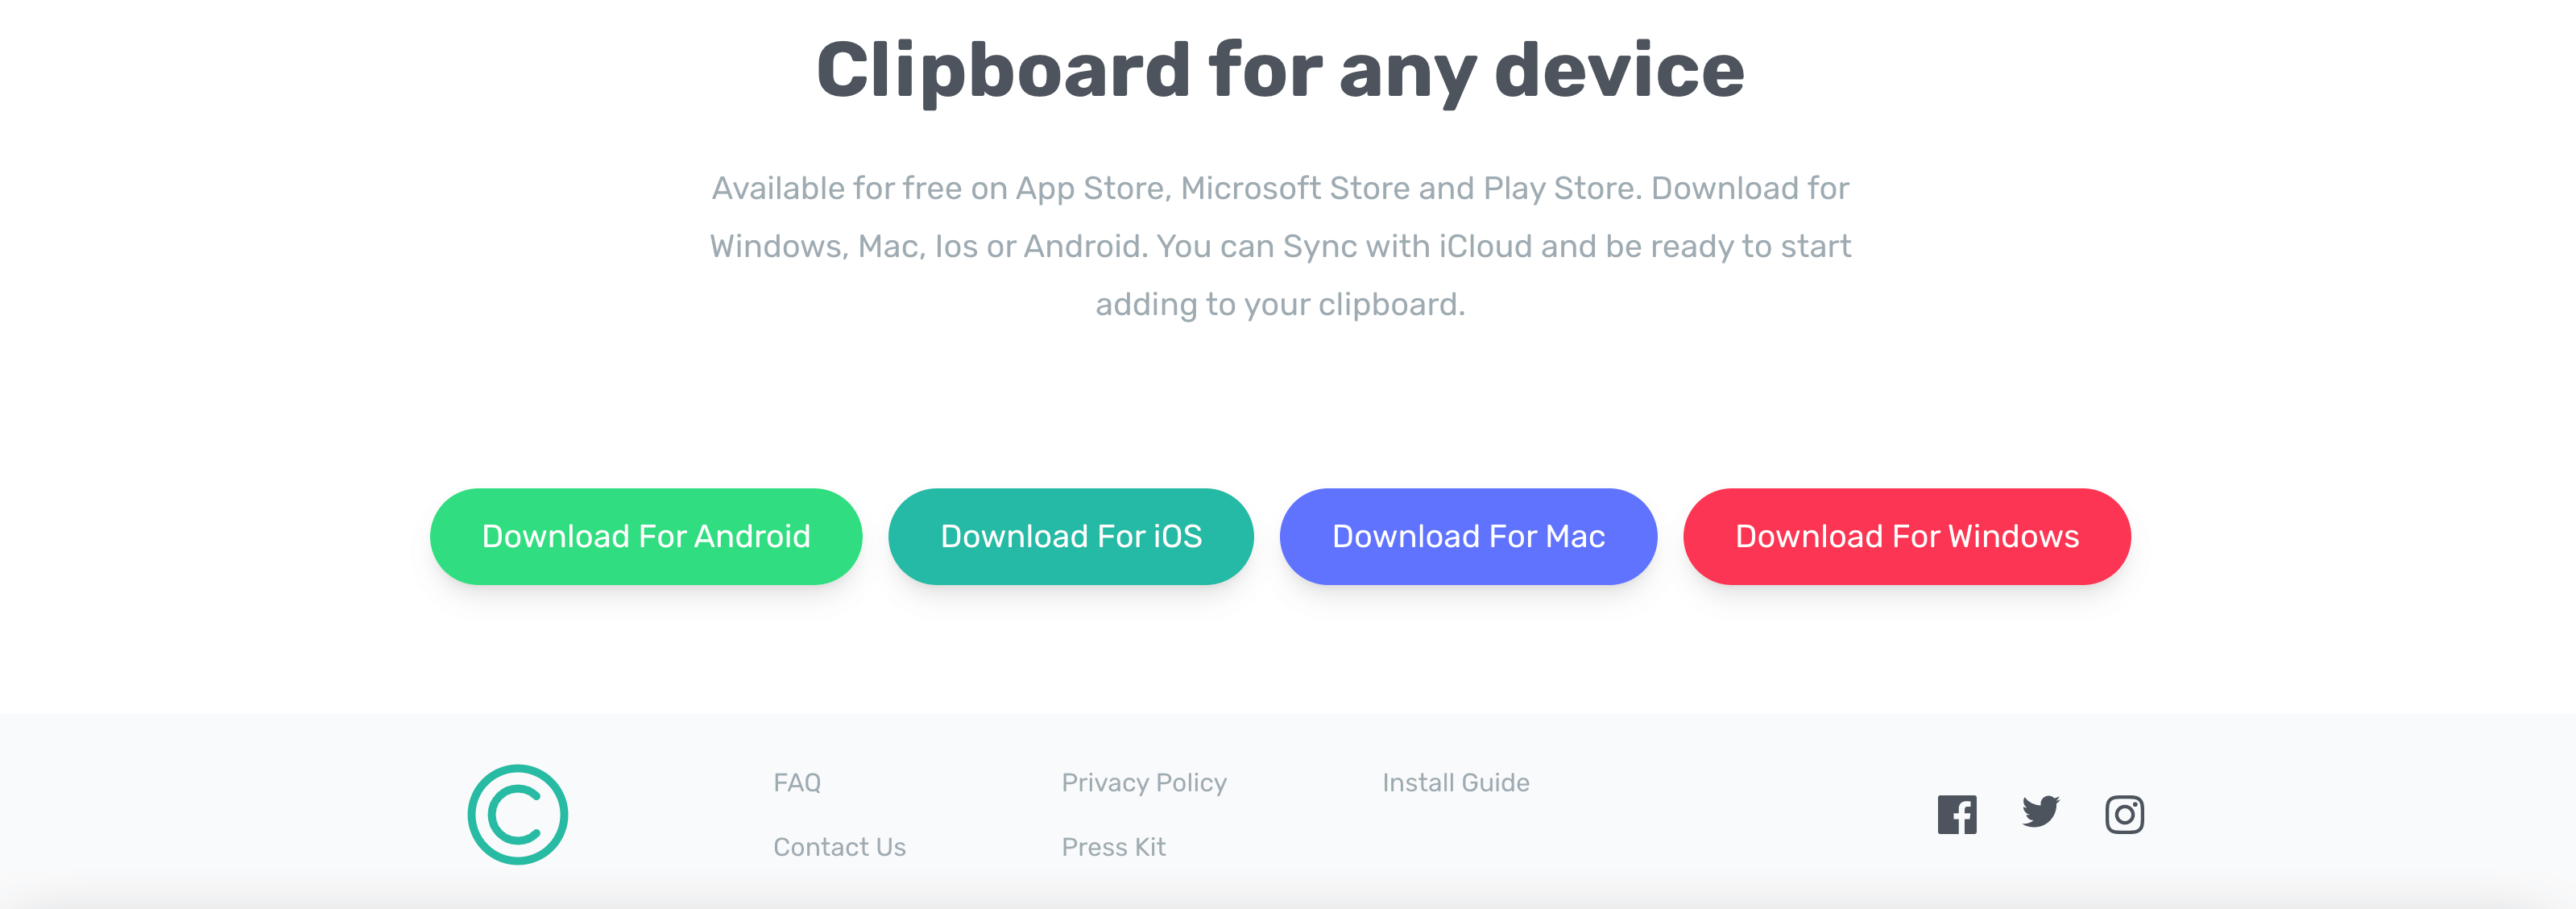 Clipboard for any device
Available for free on App Store, Microsoft Store and Play Store. Download for
Windows, Mac, Ios or Android. You can Sync with iCloud and be ready to start
adding to your clipboard.
Download For Android
Download For iOS
Download For Mac
Download For Windows
FAQ
Contact Us
Privacy Policy
Press Kit
Install Guide